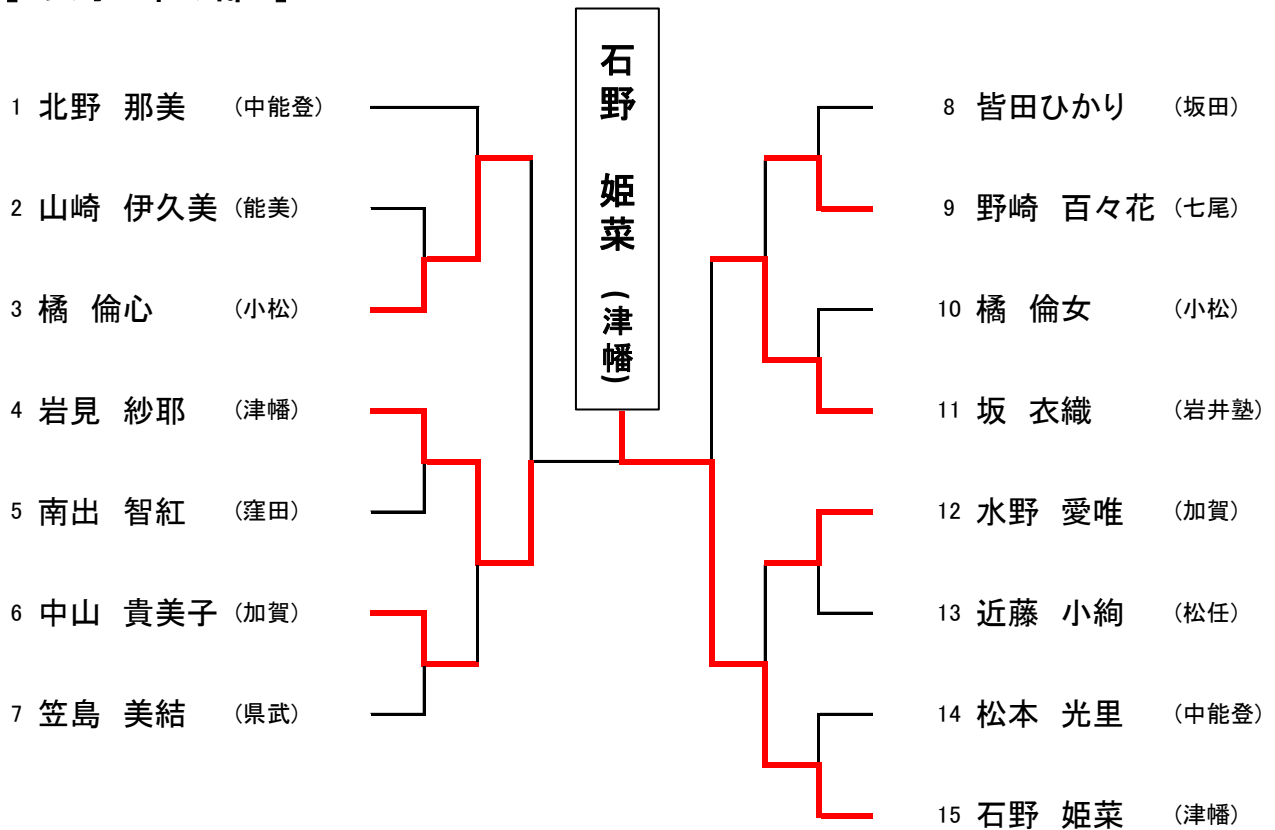 石野 姫菜 (津幡)
1 北野 那美 (中能登)
2 山崎 伊久美 (能美)
3 橘 倫心 (小松)
4 岩見 紗耶 (津幡)
5 南出 智紅 (窪田)
6 中山 貴美子 (加賀)
7 笠島 美結 (県武)
8 皆田ひかり (坂田)
9 野崎 百々花 (七尾)
10 橘 倫女 (小松)
11 坂 衣織 (岩井塾)
12 水野 愛唯 (加賀)
13 近藤 小絢 (松任)
14 松本 光里 (中能登)
15 石野 姫菜 (津幡)